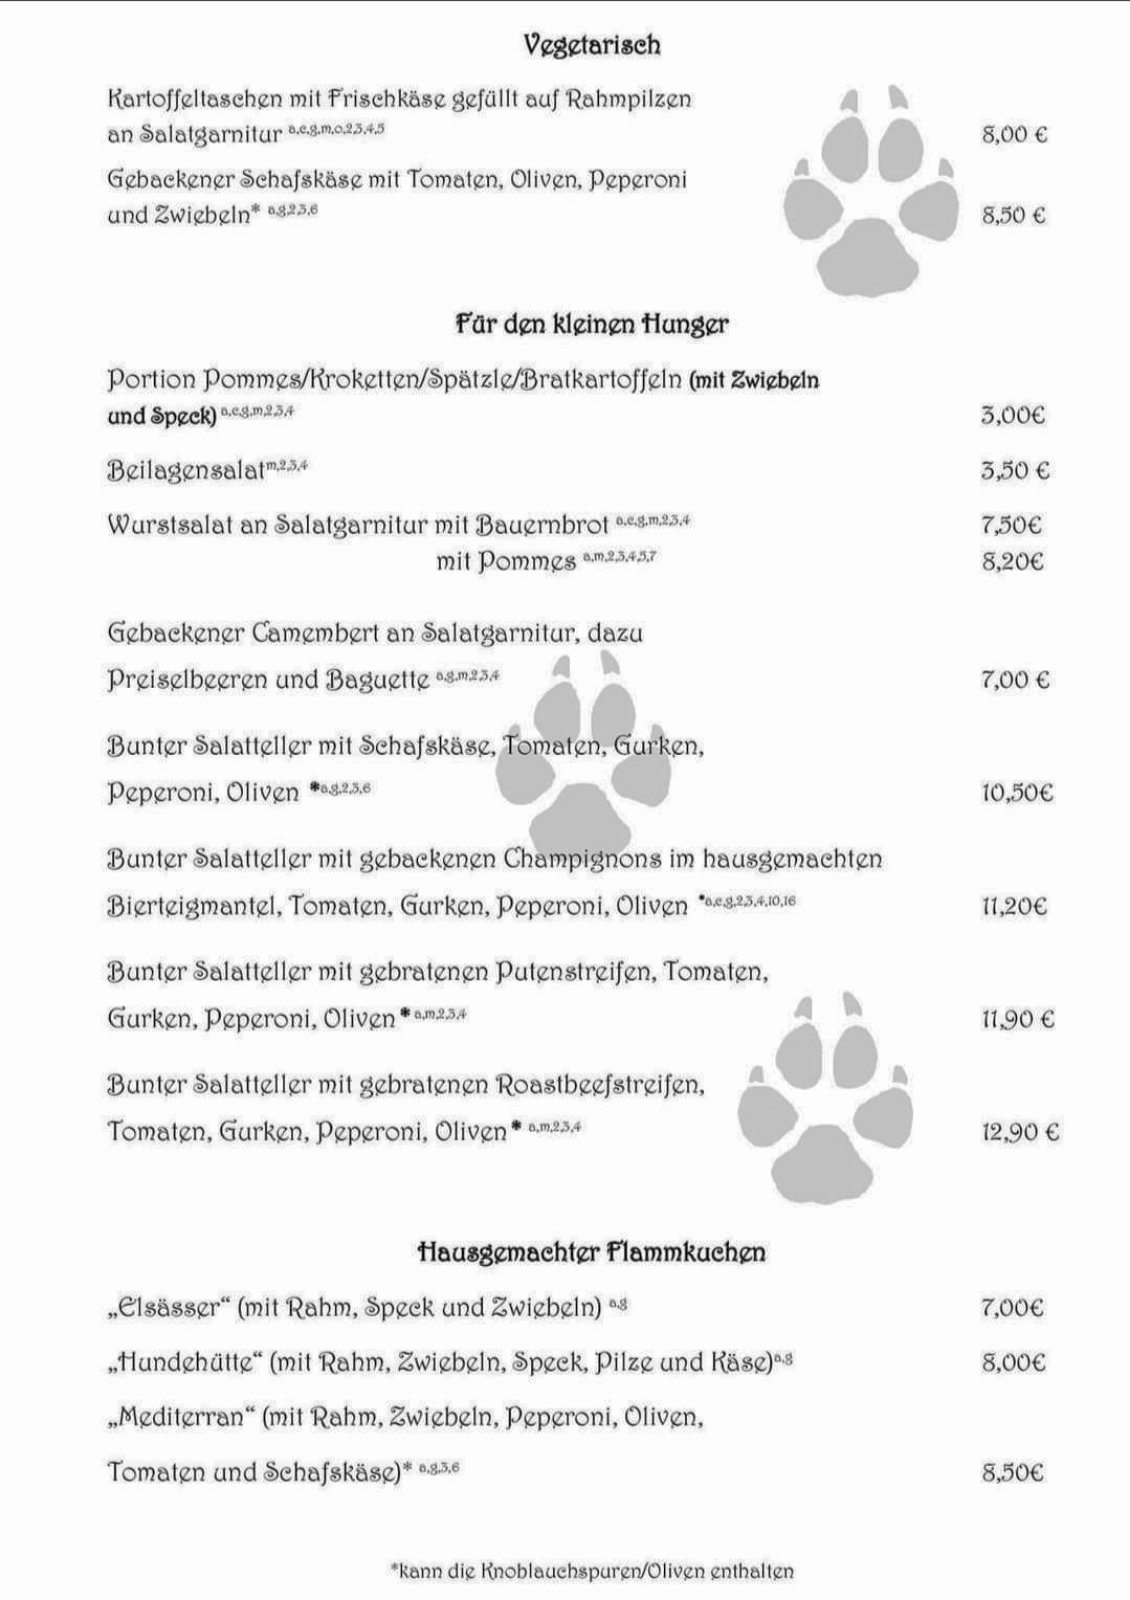 Vegetarisch
Kartoffeltaschen mit Frischkäse gefüllt auf Rahmpilzen
an Salatgarnitur a,e,g,m,o,2,3,4,5 8,00 €
Gebackener Schafskäse mit Tomaten, Oliven, Peperoni
und Zwiebeln* a,g,2,3,6 8,50 €
Für den kleinen Hunger
Portion Pommes/Kroketten/Spätzle/Bratkartoffeln (mit Zwiebeln
und Speck) a,e,g,m,2,3,4 3,00€
Beilagensalat m,2,3,4 3,50 €
Wurstsalat an Salatgarnitur mit Bauernbrot a,e,g,m,2,3,4 7,50€
mit Pommes a,m,2,3,4,5,7 8,20€
Gebackener Camembert an Salatgarnitur, dazu
Preiselbeeren und Baguette a,g,m,2,3,4 7,00 €
Bunter Salatteller mit Schafskäse, Tomaten, Gurken,
Peperoni, Oliven *a,g,2,3,6 10,50€
Bunter Salatteller mit gebackenen Champignons im hausgemachten
Bierteigmantel, Tomaten, Gurken, Peperoni, Oliven *a,e,g,2,3,4,10,16 11,20€
Bunter Salatteller mit gebratenen Putenstreifen, Tomaten,
Gurken, Peperoni, Oliven* a,m,2,3,4 11,90 €
Bunter Salatteller mit gebratenen Roastbeefstreifen,
Tomaten, Gurken, Peperoni, Oliven* a,m,2,3,4 12,90 €
Hausgemachter Flammkuchen
„Elsässer“ (mit Rahm, Speck und Zwiebeln) a,g 7,00€
„Hundehütte“ (mit Rahm, Zwiebeln, Speck, Pilze und Käse) a,g 8,00€
„Mediterran“ (mit Rahm, Zwiebeln, Peperoni, Oliven,
Tomaten und Schafskäse)* a,g,3,6 8,50€
*kann die Knoblauchspuren/Oliven enthalten